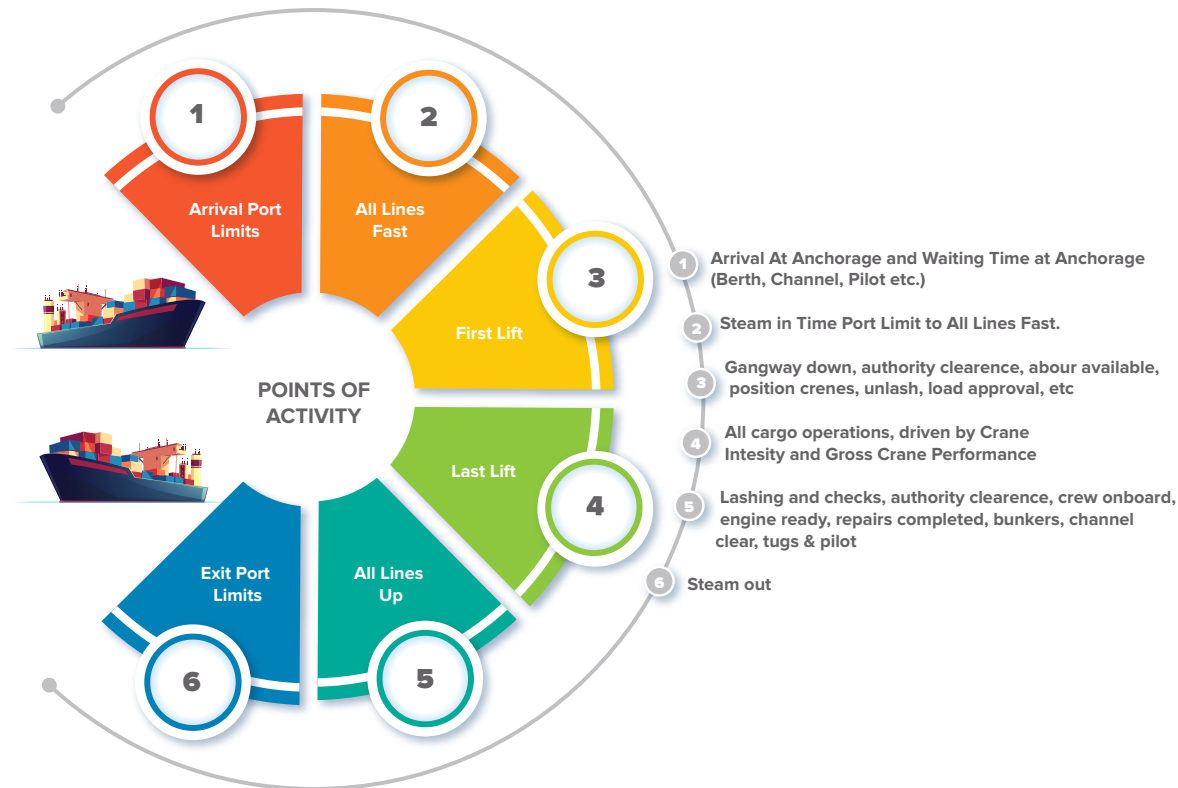 1
Arrival Port
Limits
2
All Lines
Fast
3
First Lift
POINTS OF
ACTIVITY
Last Lift
4
All Lines
Up
5
Exit Port
Limits
6
1
Arrival At Anchorage and Waiting Time at Anchorage
(Berth, Channel, Pilot etc.)
2
Steam in Time Port Limit to All Lines Fast.
3
Gangway down, authority clearence, abour available,
position crenes, unlash, load approval, etc
4
All cargo operations, driven by Crane
Intesity and Gross Crane Performance
5
Lashing and checks, authority clearence, crew onboard,
engine ready, repairs completed, bunkers, channel
clear, tugs & pilot
6
Steam out